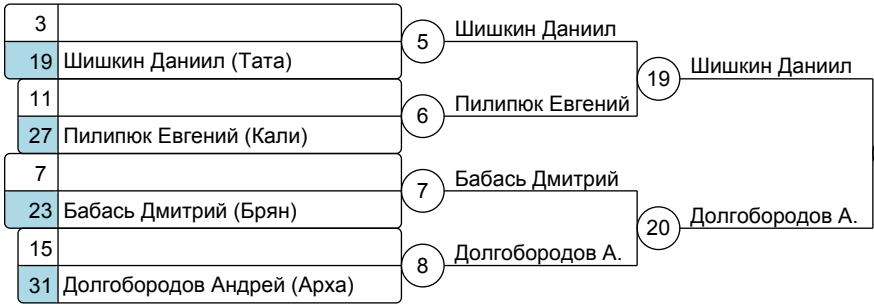 3
19 Шишкин Даниил (Тата)
11
27 Пилипюк Евгений (Кали)
7
23 Бабась Дмитрий (Брян)
15
31 Долгобородов Андрей (Арха)
5 Шишкин Даниил
6 Пилипюк Евгений
7 Бабась Дмитрий
8 Долгобородов А.
19 Шишкин Даниил
20 Долгобородов А.